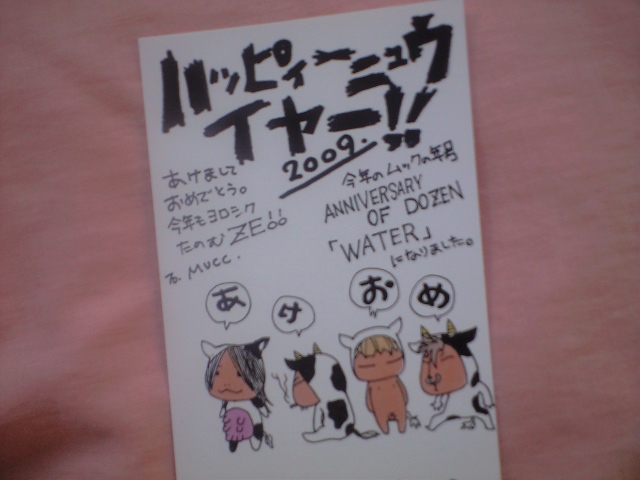 ハッピィーニュウ
イヤー!!
2009.
あけまして
おめでとう。
今年もヨロシク
たのむZE!!
by MUCC.
今年のムックの年号
ANNIVERSARY
OF DOZEN
「WATER」
になりました。
あ
け
お
め